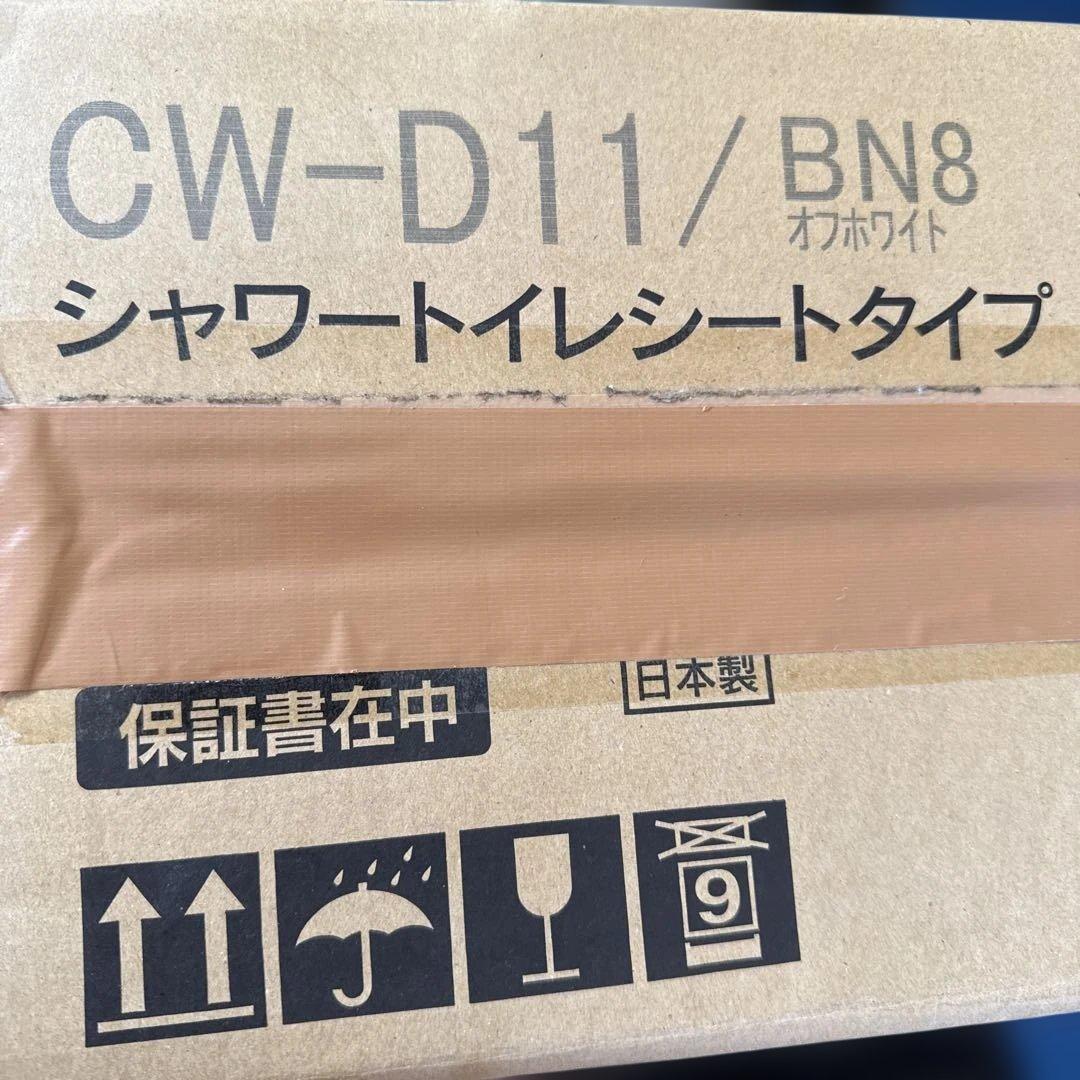 CW-D11/BN8
オフホワイト
シャワートイレシートタイプ
日本製
保証書在中
9